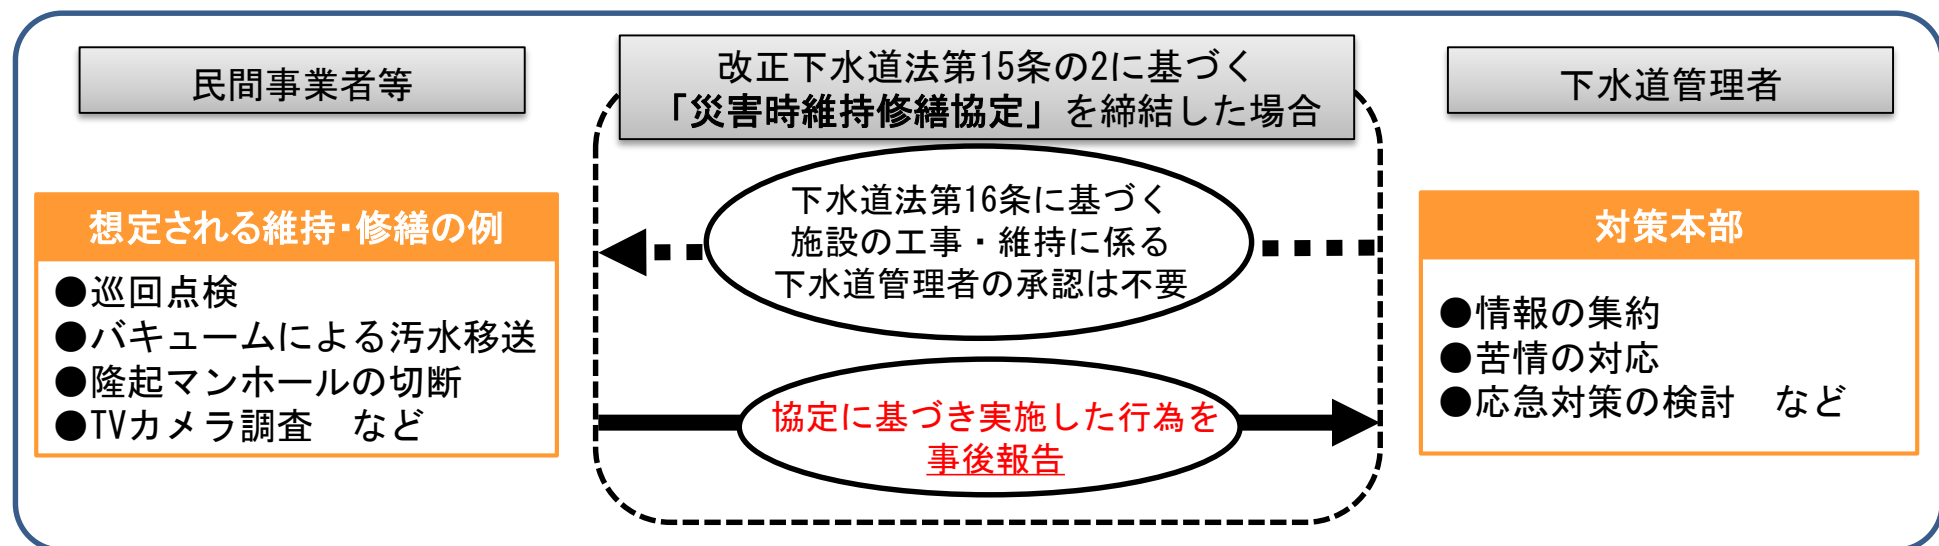 民間事業者等
改正下水道法第15条の2に基づく
「災害時維持修繕協定」を締結した場合
下水道管理者
想定される維持・修繕の例
●巡回点検
●バキュームによる汚水移送
●隆起マンホールの切断
●TVカメラ調査　など
下水道法第16条に基づく
施設の工事・維持に係る
下水道管理者の承認は不要
協定に基づき実施した行為を
事後報告
対策本部
●情報の集約
●苦情の対応
●応急対策の検討　など